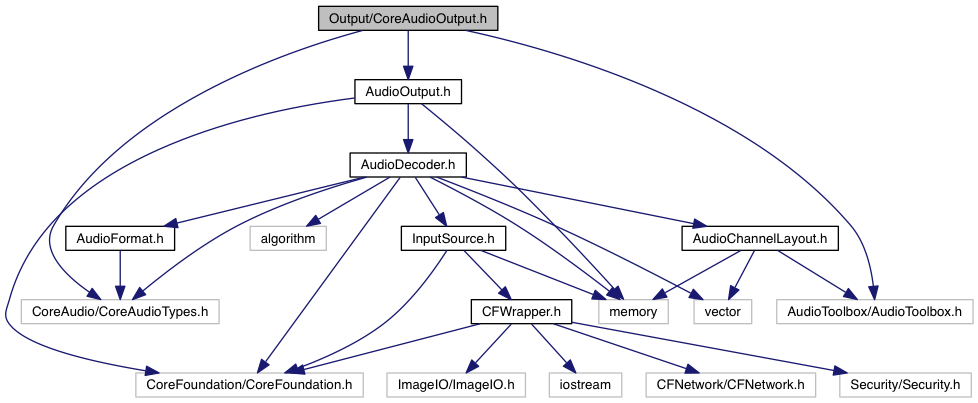 Output/CoreAudioOutput.h
AudioOutput.h
AudioDecoder.h
AudioFormat.h
algorithm
InputSource.h
AudioChannelLayout.h
CoreAudio/CoreAudioTypes.h
CFWrapper.h
memory
vector
AudioToolbox/AudioToolbox.h
CoreFoundation/CoreFoundation.h
ImageIO/ImageIO.h
iostream
CFNetwork/CFNetwork.h
Security/Security.h